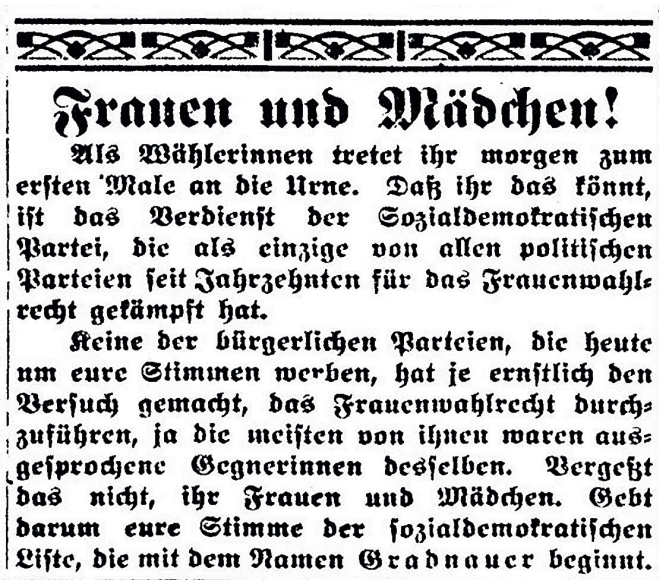 Frauen und Mädchen!
Als Wählerinnen tretet ihr morgen zum
ersten Male an die Urne. Daß ihr das könnt,
ist das Verdienst der Sozialdemokratischen
Partei, die als einzige von allen politischen
Parteien seit Jahrzehnten für das Frauenwahl-
recht gekämpft hat.
Keine der bürgerlichen Parteien, die heute
um eure Stimmen werben, hat je ernstlich den
Versuch gemacht, das Frauenwahlrecht durch-
zuführen, ja die meisten von ihnen waren aus-
gesprochene Gegnerinnen desselben. Vergeßt
das nicht, ihr Frauen und Mädchen. Gebt
darum eure Stimme der sozialdemokratischen
Liste, die mit dem Namen Gradnauer beginnt.